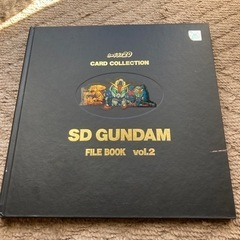 CARD COLLECTION
SD GUNDAM
FILE BOOK vol.2